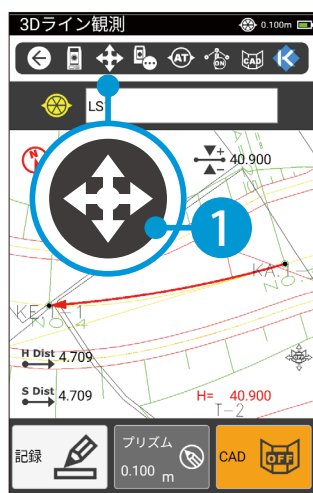 3Dライン観測
0.100m
AT
ON
CAD
LS
N
+
40.900
1
KA.1-
NO.
KE.1-1
NO.4
H Dist 4.709
S Dist 4.709
H= 40.900
T-2
記録
プリズム
0.100 m
CAD
OFF